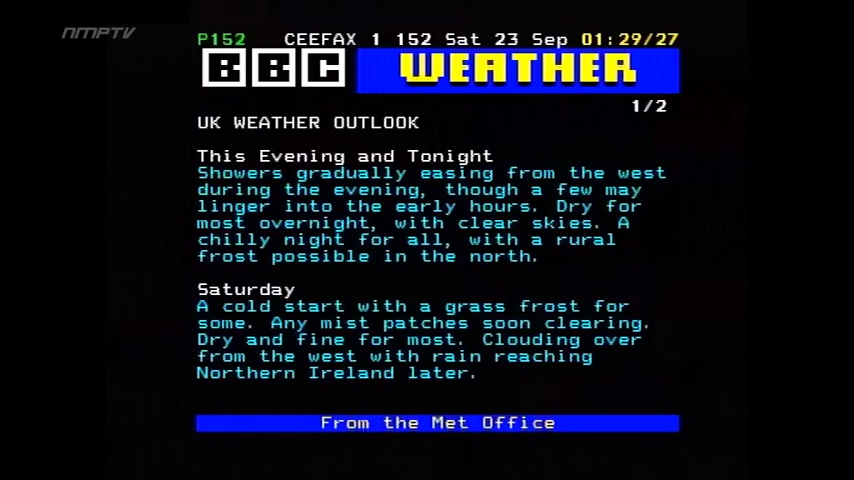 NMPTV
P152 CEEFAX 1 152 Sat 23 Sep 01:29/27
BBC WEATHER
1/2
UK WEATHER OUTLOOK
This Evening and Tonight
Showers gradually easing from the west
during the evening, though a few may
linger into the early hours. Dry for
most overnight, with clear skies. A
chilly night for all, with a rural
frost possible in the north.
Saturday
A cold start with a grass frost for
some. Any mist patches soon clearing.
Dry and fine for most. Clouding over
from the west with rain reaching
Northern Ireland later.
From the Met Office